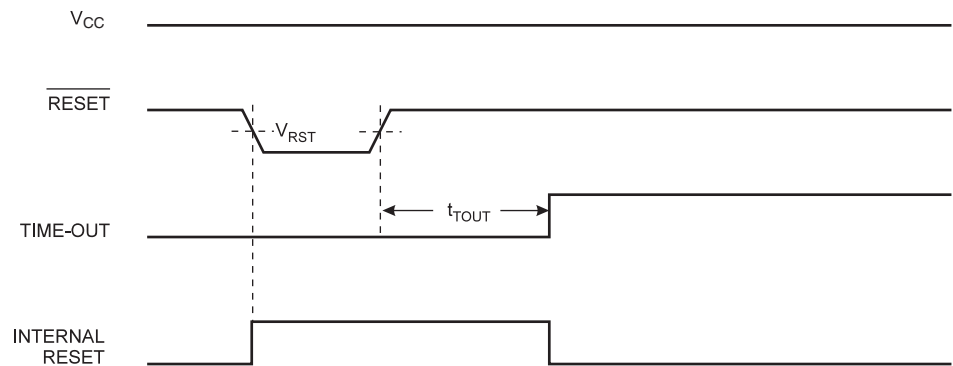 VCC
RESET
VRST
tTOUT
TIME-OUT
INTERNAL
RESET